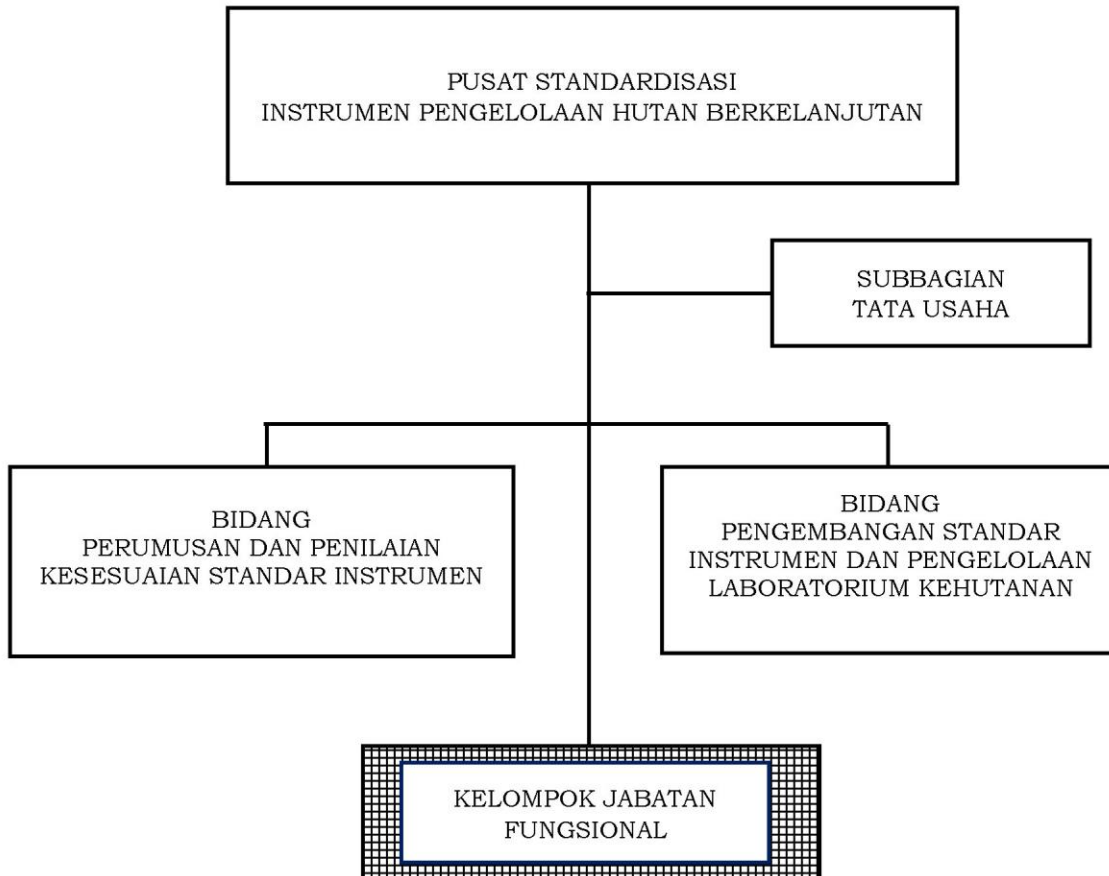 PUSAT STANDARDISASI
INSTRUMEN PENGELOLAAN HUTAN BERKELANJUTAN
SUBBAGIAN
TATA USAHA
BIDANG
PERUMUSAN DAN PENILAIAN
KESESUAIAN STANDAR INSTRUMEN
BIDANG
PENGEMBANGAN STANDAR
INSTRUMEN DAN PENGELOLAAN
LABORATORIUM KEHUTANAN
KELOMPOK JABATAN
FUNGSIONAL